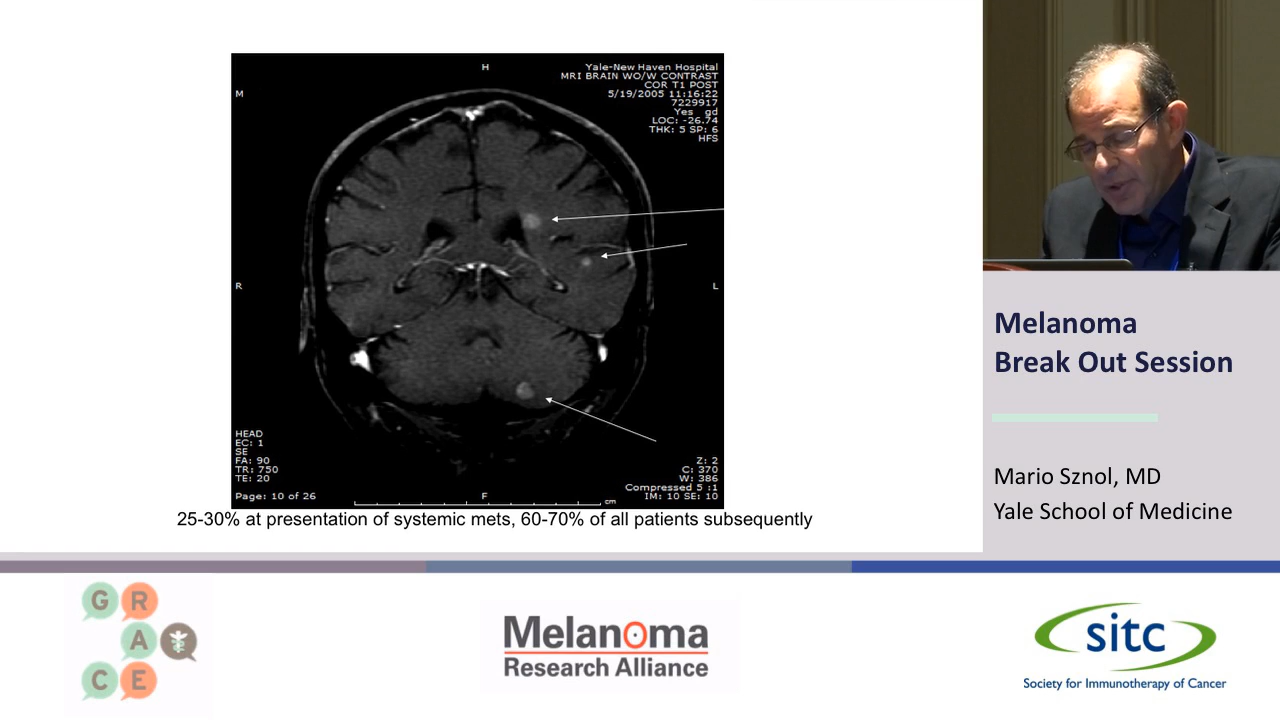 H
Yale-New Haven Hospital
MRI BRAIN WO/W CONTRAST
COR T1 POST
5/19/2005 11:16:22
7229917
Yes gd
LOC: -26.74
THK: 5 SP: 6
HFS
M
R
L
HEAD
EC: 1
SE
FA: 90
TR: 750
TE: 20
Page: 10 of 26
F
cm
Z: 2
C: 370
W: 386
Compressed 5 :1
IM: 10 SE: 10
25-30% at presentation of systemic mets, 60-70% of all patients subsequently
Melanoma
Break Out Session
Mario Sznol, MD
Yale School of Medicine
G R
A
C E
Melanoma
Research Alliance
sitc
Society for Immunotherapy of Cancer